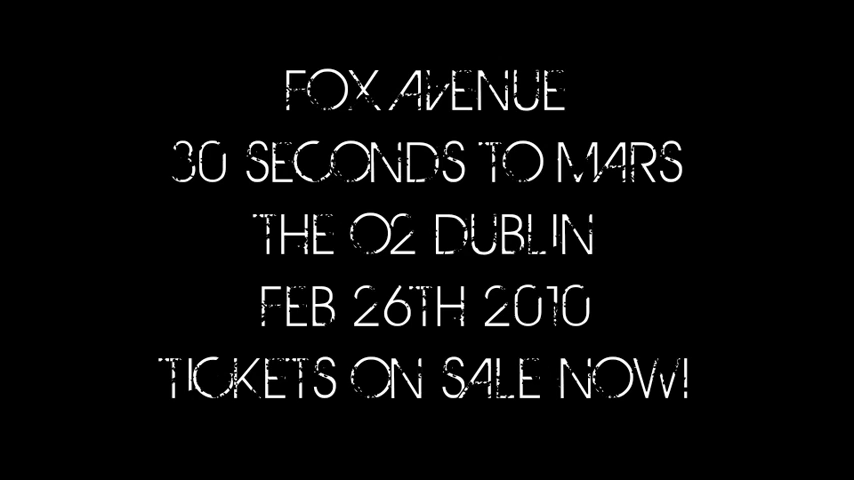 FOX AVENUE
30 SECONDS TO MARS
THE O2 DUBLIN
FEB 26TH 2010
TICKETS ON SALE NOW!